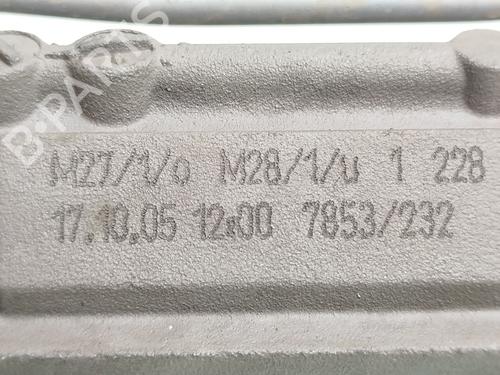 M27/1/o M28/1/u 1 228
17.10.05 12:00 7853/232
B-PARTS